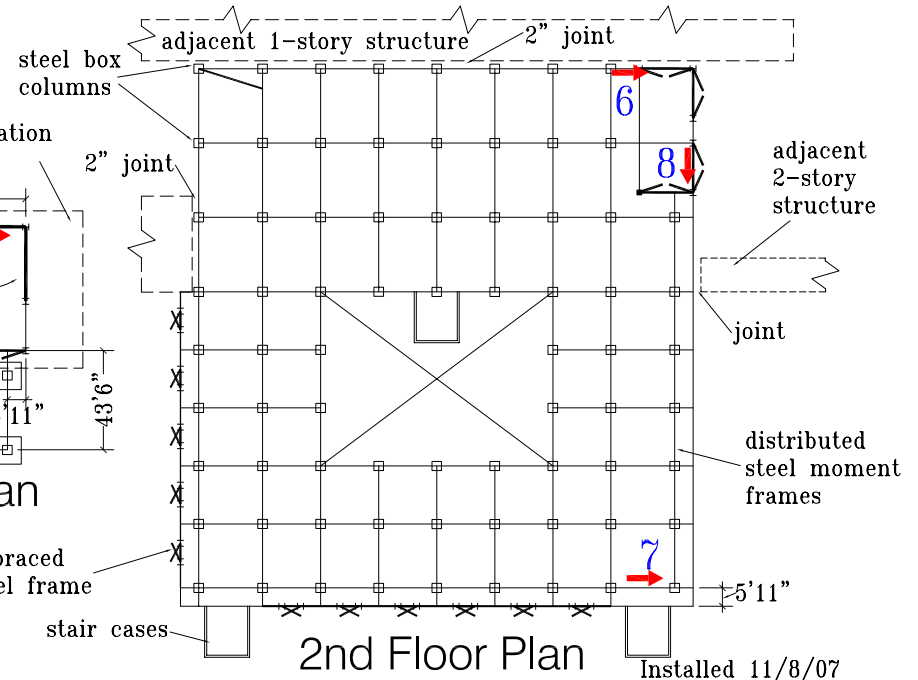 adjacent 1-story structure
2" joint
steel box
columns
6
ation
2" joint
8
adjacent
2-story
structure
joint
'11"
43'6"
distributed
steel moment
frames
an
7
braced
el frame
5'11"
stair cases
2nd Floor Plan
Installed 11/8/07